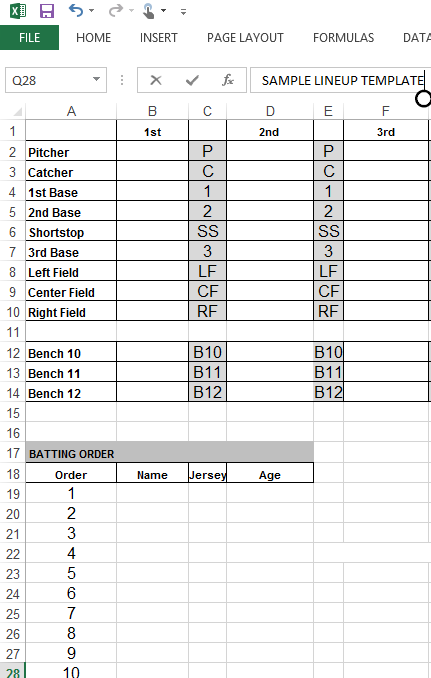 FILE HOME INSERT PAGE LAYOUT FORMULAS DATA
Q28 fx SAMPLE LINEUP TEMPLATE
A B C D E F
1 1st 2nd 3rd
2 Pitcher P P
3 Catcher C C
4 1st Base 1 1
5 2nd Base 2 2
6 Shortstop SS SS
7 3rd Base 3 3
8 Left Field LF LF
9 Center Field CF CF
10 Right Field RF RF
11
12 Bench 10 B10 B10
13 Bench 11 B11 B11
14 Bench 12 B12 B12
15
16
17 BATTING ORDER
18 Order Name Jersey Age
19 1
20 2
21 3
22 4
23 5
24 6
25 7
26 8
27 9
28 10